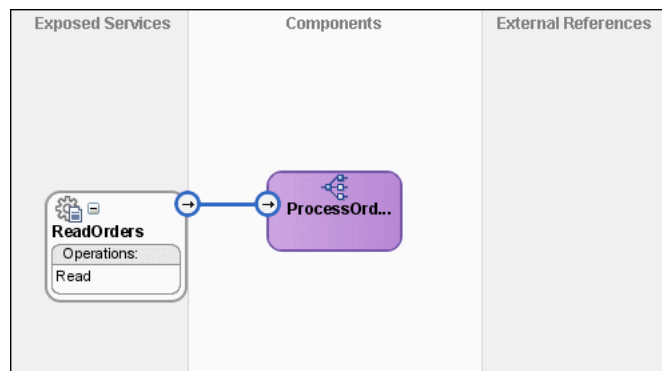 Exposed Services
Components
External References
ReadOrders
Operations:
Read
ProcessOrd...